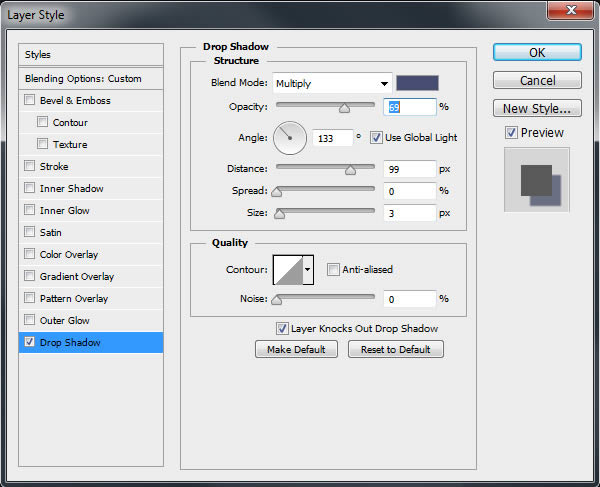 Layer Style
Styles
Blending Options: Custom
Bevel & Emboss
Contour
Texture
Stroke
Inner Shadow
Inner Glow
Satin
Color Overlay
Gradient Overlay
Pattern Overlay
Outer Glow
Drop Shadow
Drop Shadow
Structure
Blend Mode: Multiply
Opacity: 69 %
Angle: 133 ° Use Global Light
Distance: 99 px
Spread: 0 %
Size: 3 px
Quality
Contour: Anti-aliased
Noise: 0 %
Layer Knocks Out Drop Shadow
Make Default Reset to Default
OK
Cancel
New Style...
Preview